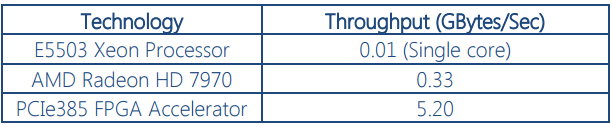 Technology Throughput (GBytes/Sec)
E5503 Xeon Processor 0.01 (Single core)
AMD Radeon HD 7970 0.33
PCIe385 FPGA Accelerator 5.20